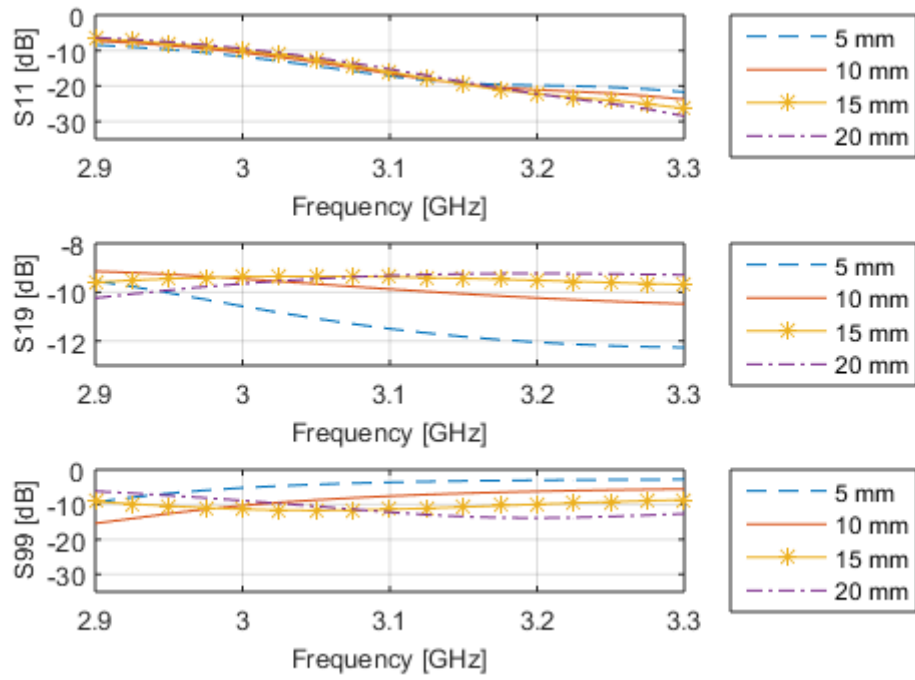 S11 [dB]
0
-10
-20
-30
2.9 3 3.1 3.2 3.3
Frequency [GHz]
5 mm
10 mm
15 mm
20 mm
S19 [dB]
-8
-10
-12
2.9 3 3.1 3.2 3.3
Frequency [GHz]
5 mm
10 mm
15 mm
20 mm
S99 [dB]
0
-10
-20
-30
2.9 3 3.1 3.2 3.3
Frequency [GHz]
5 mm
10 mm
15 mm
20 mm